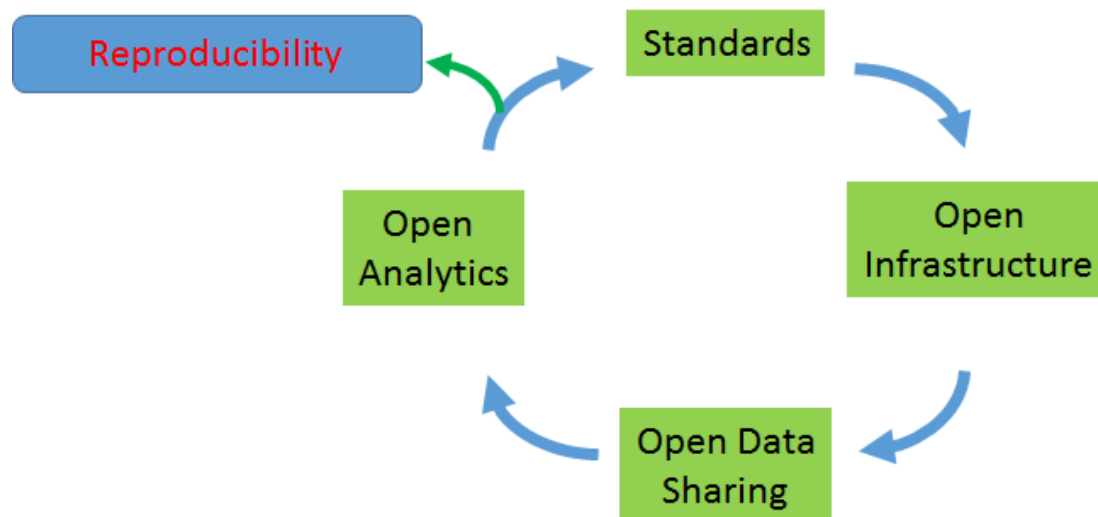 Reproducibility
Standards
Open
Infrastructure
Open Data
Sharing
Open
Analytics